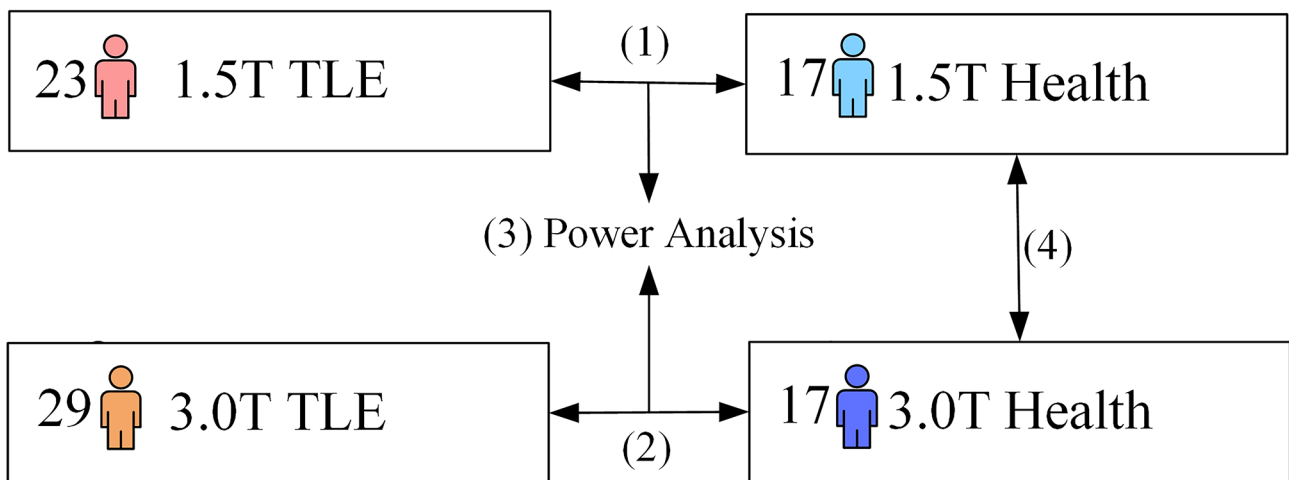 23 1.5T TLE
(1)
17 1.5T Health
(3) Power Analysis
(4)
29 3.0T TLE
(2)
17 3.0T Health